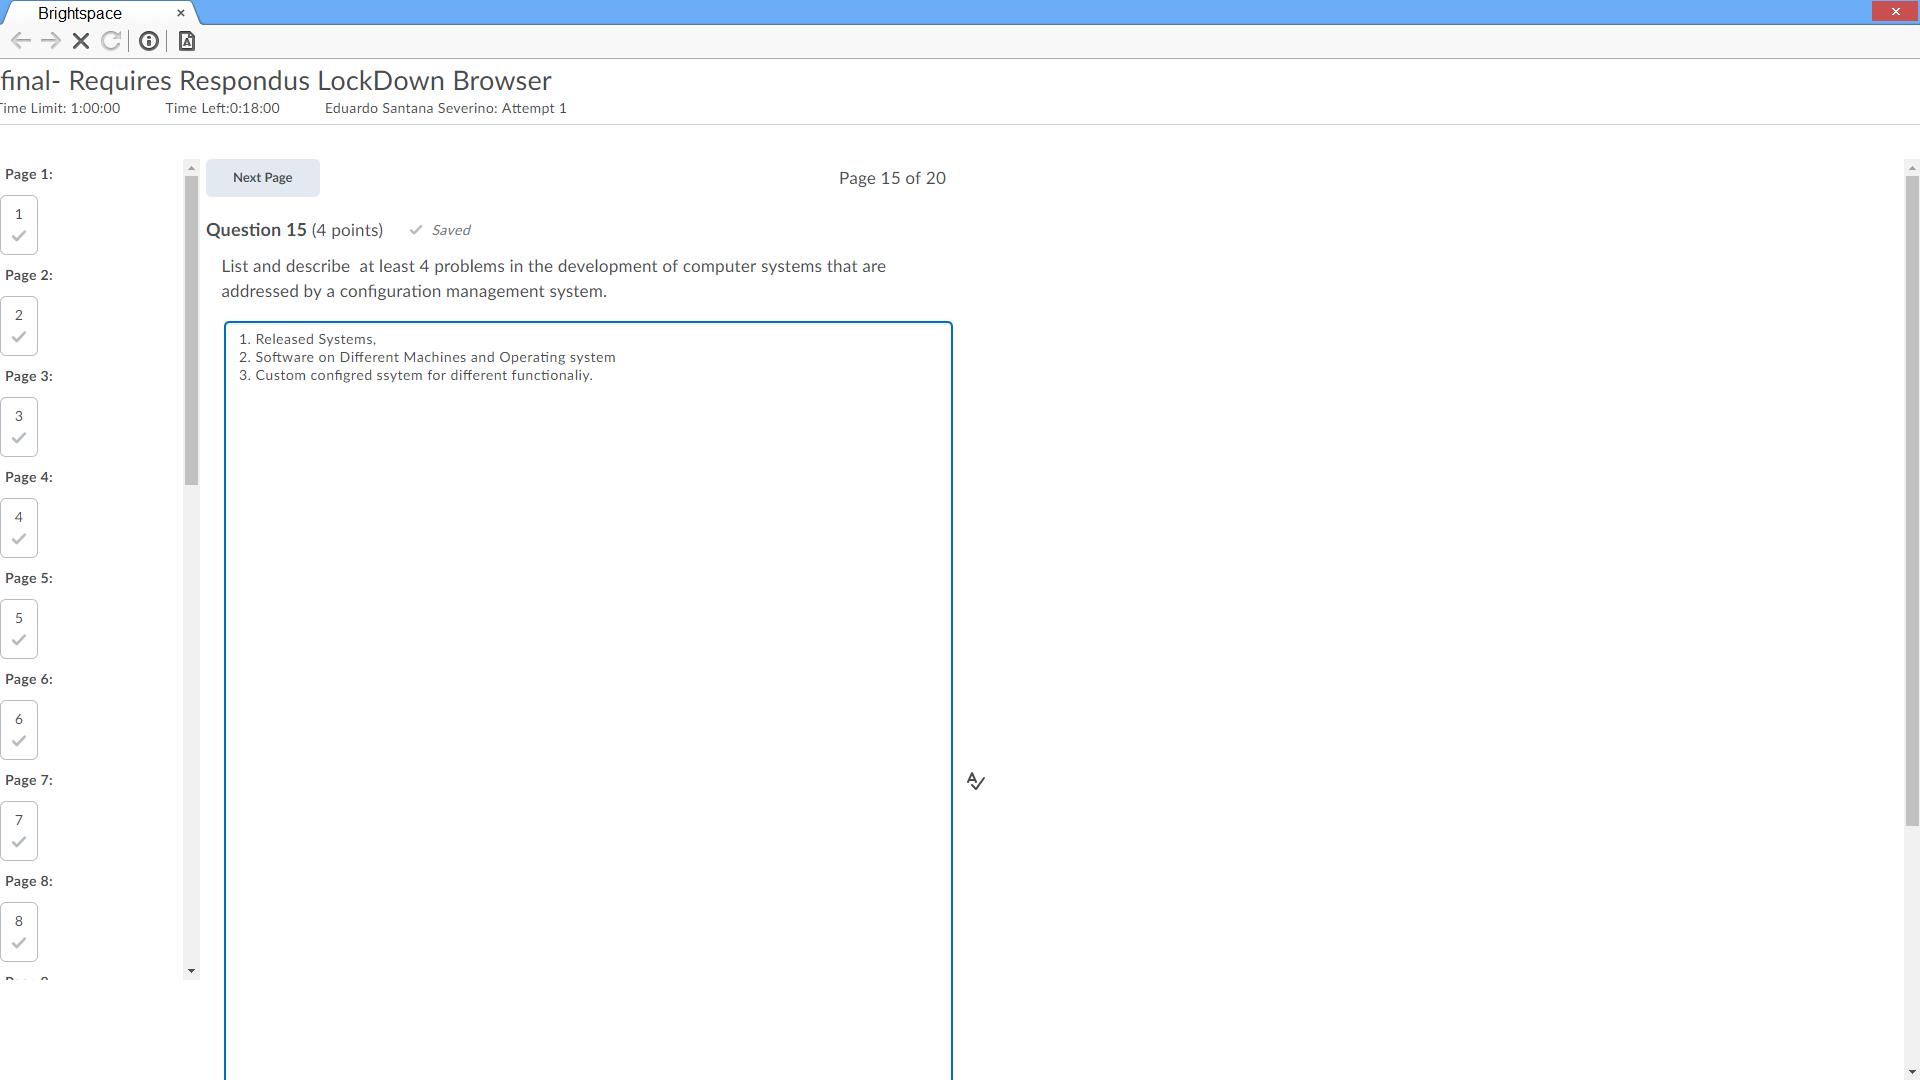 Brightspace
final- Requires Respondus LockDown Browser
Time Limit: 1:00:00 Time Left:0:18:00 Eduardo Santana Severino: Attempt 1
Page 1:
1
Page 2:
2
Page 3:
3
Page 4:
4
Page 5:
5
Page 6:
6
Page 7:
7
Page 8:
8
Next Page
Page 15 of 20
Question 15 (4 points) Saved
List and describe at least 4 problems in the development of computer systems that are
addressed by a configuration management system.
1. Released Systems,
2. Software on Different Machines and Operating system
3. Custom configred ssytem for different functionaliy.